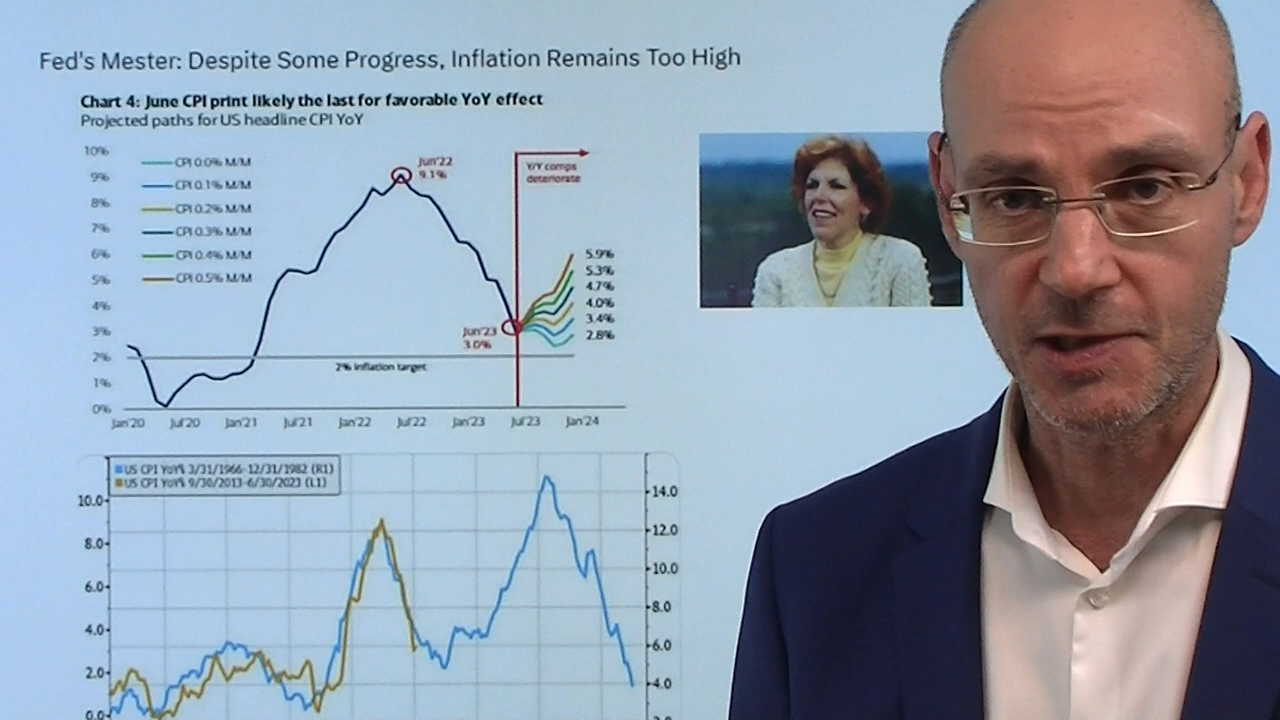 Fed's Mester: Despite Some Progress, Inflation Remains Too High
Chart 4: June CPI print likely the last for favorable YoY effect
Projected paths for US headline CPI YoY
10%
9%
8%
7%
6%
5%
4%
3%
2%
1%
0%
CPI 0.0% M/M
CPI 0.1% M/M
CPI 0.2% M/M
CPI 0.3% M/M
CPI 0.4% M/M
CPI 0.5% M/M
Jun'22
9.1%
Y/Y comps
deteriorate
5.9%
5.3%
4.7%
4.0%
3.4%
2.8%
Jun'23
3.0%
2% inflation target
Jan'20 Jul'20 Jan'21 Jul'21 Jan'22 Jul'22 Jan'23 Jul'23 Jan'24
US CPI YoY% 3/31/1966-12/31/1982 (R1)
US CPI YoY% 9/30/2013-6/30/2023 (L1)
10.0
8.0
6.0
4.0
2.0
0.0
14.0
12.0
10.0
8.0
6.0
4.0